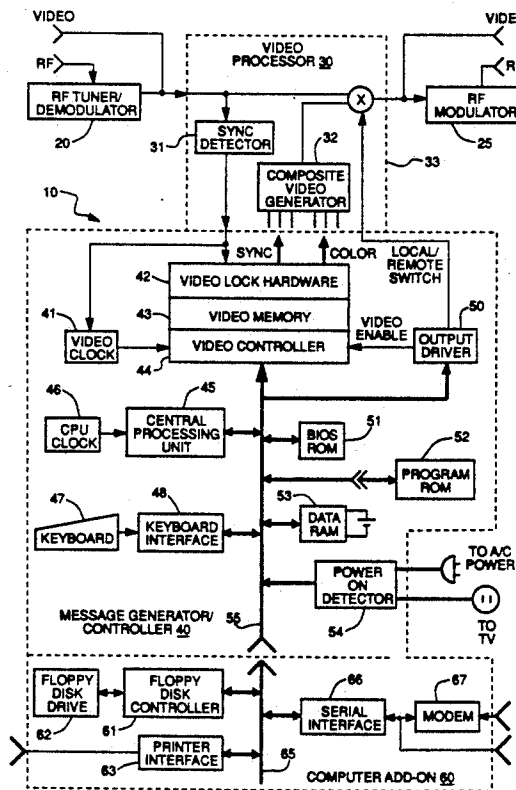 VIDEO
RF
RF TUNER/
DEMODULATOR
20
VIDEO
PROCESSOR 30
SYNC
DETECTOR
31
32
COMPOSITE
VIDEO
GENERATOR
X
33
VIDE
R
RF
MODULATOR
25
10
SYNC
COLOR
LOCAL/
REMOTE
SWITCH
42
VIDEO LOCK HARDWARE
43
VIDEO MEMORY
44
VIDEO CONTROLLER
41
VIDEO
CLOCK
VIDEO
ENABLE
50
OUTPUT
DRIVER
46
CPU
CLOCK
45
CENTRAL
PROCESSING
UNIT
51
BIOS
ROM
52
PROGRAM
ROM
47
KEYBOARD
48
KEYBOARD
INTERFACE
53
DATA
RAM
POWER
ON
DETECTOR
54
TO A/C
POWER
TO
TV
MESSAGE GENERATOR/
CONTROLLER 40
55
FLOPPY
DISK
DRIVE
62
FLOPPY
DISK
CONTROLLER
61
66
SERIAL
INTERFACE
67
MODEM
PRINTER
INTERFACE
63
65
COMPUTER ADD-ON 60